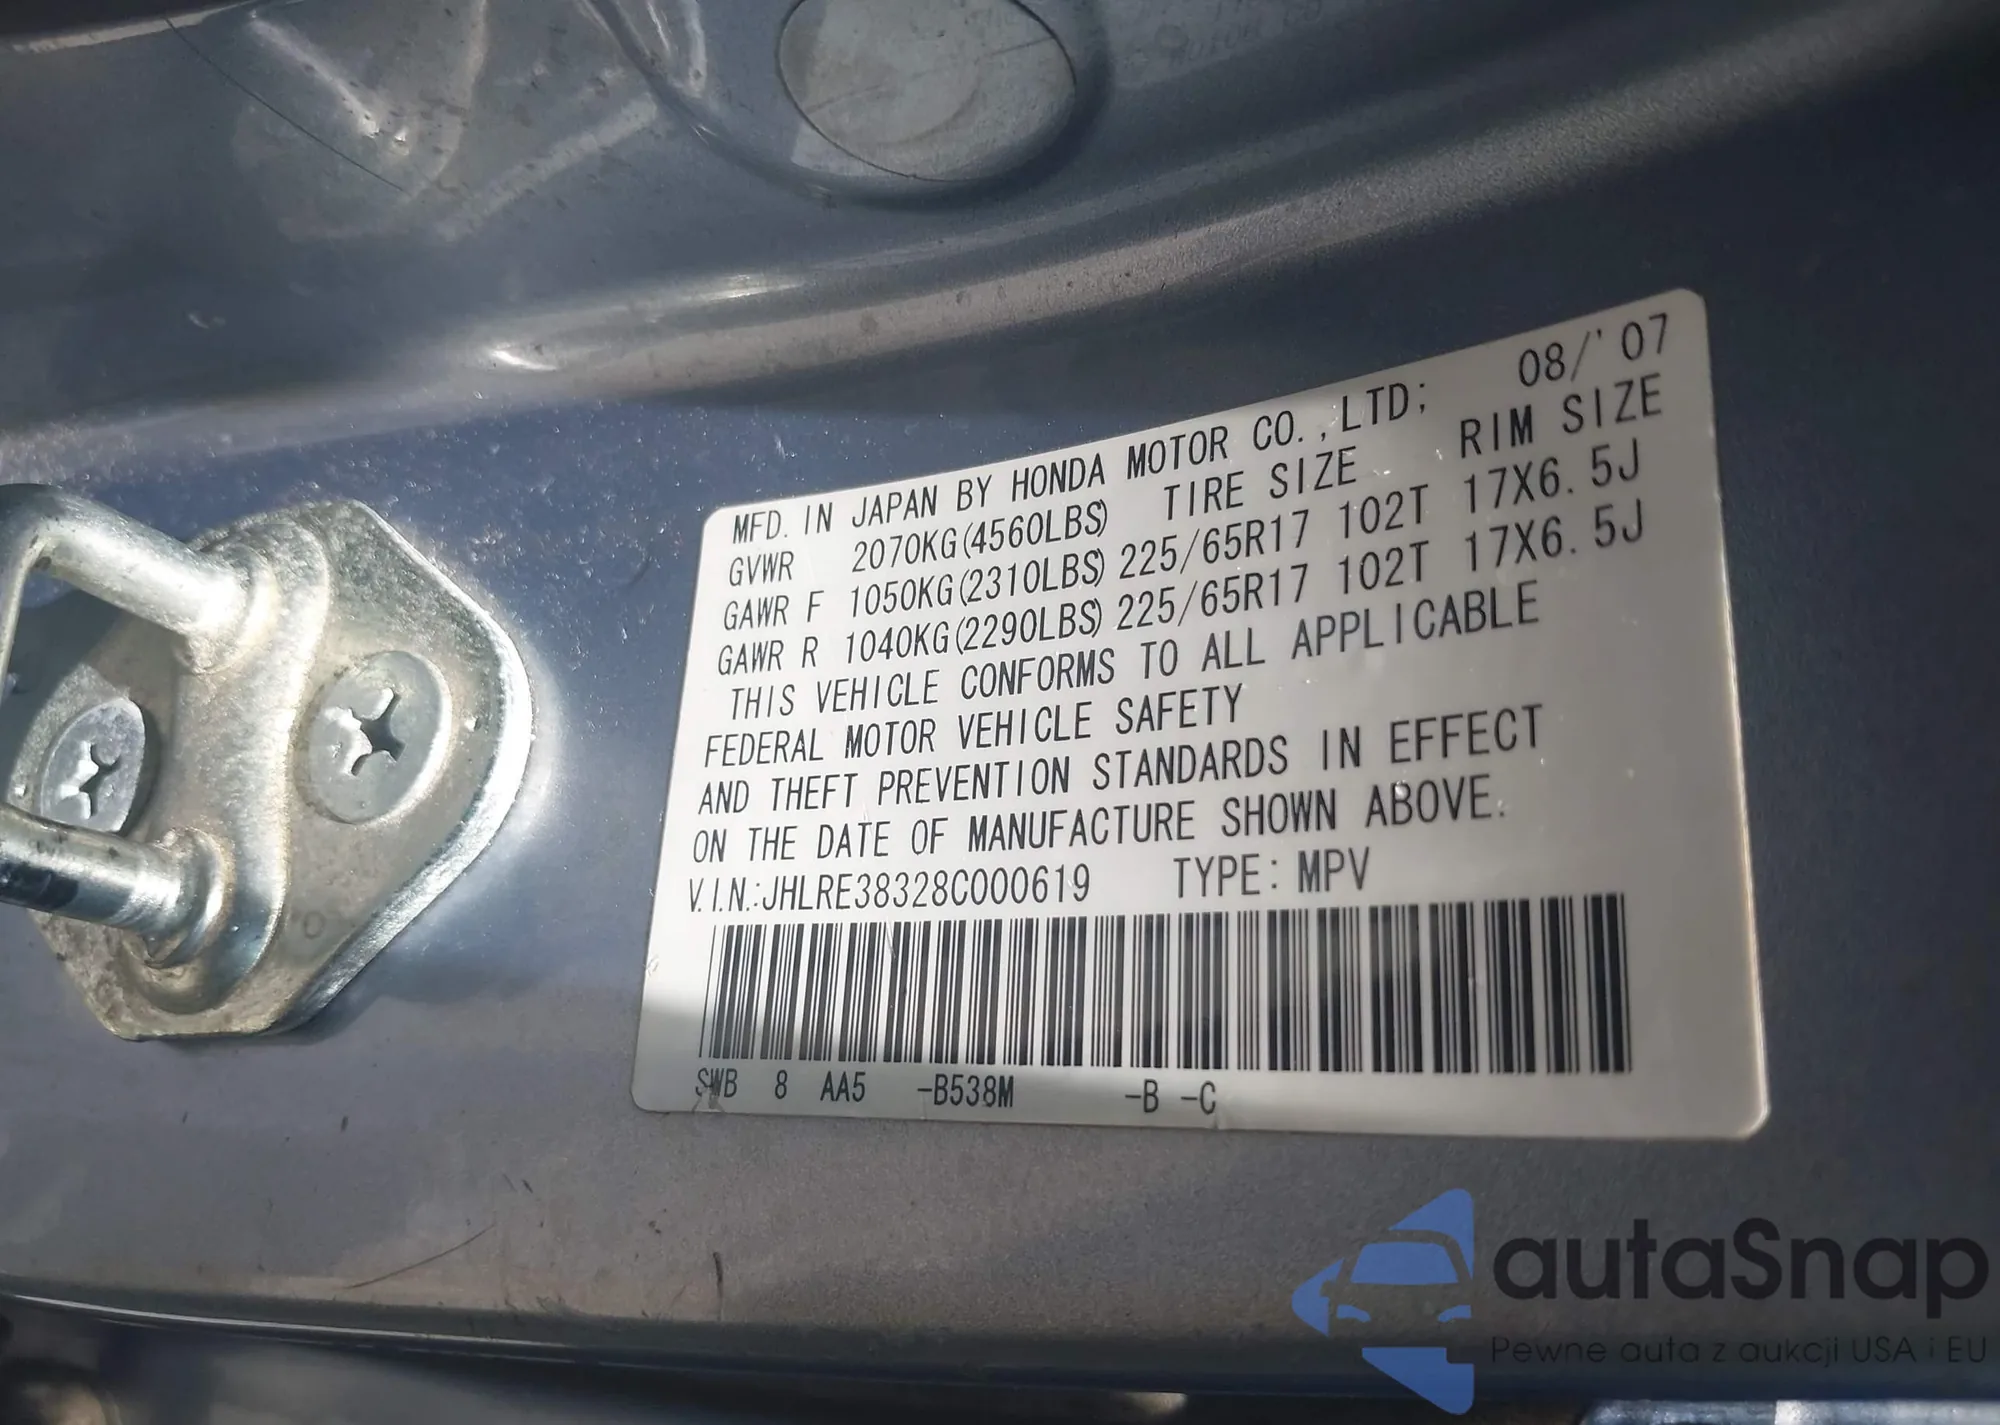 MFD. IN JAPAN BY HONDA MOTOR CO.,LTD; 08/'07
GVWR 2070KG(4560LBS) TIRE SIZE RIM SIZE
GAWR F 1050KG(2310LBS) 225/65R17 102T 17X6.5J
GAWR R 1040KG(2290LBS) 225/65R17 102T 17X6.5J
THIS VEHICLE CONFORMS TO ALL APPLICABLE
FEDERAL MOTOR VEHICLE SAFETY
AND THEFT PREVENTION STANDARDS IN EFFECT
ON THE DATE OF MANUFACTURE SHOWN ABOVE.
V.I.N.:JHLRE38328C000619 TYPE: MPV
SWB 8 AA5 -B538M -B -C
autaSnap
Pewne auta z aukcji USA i EU